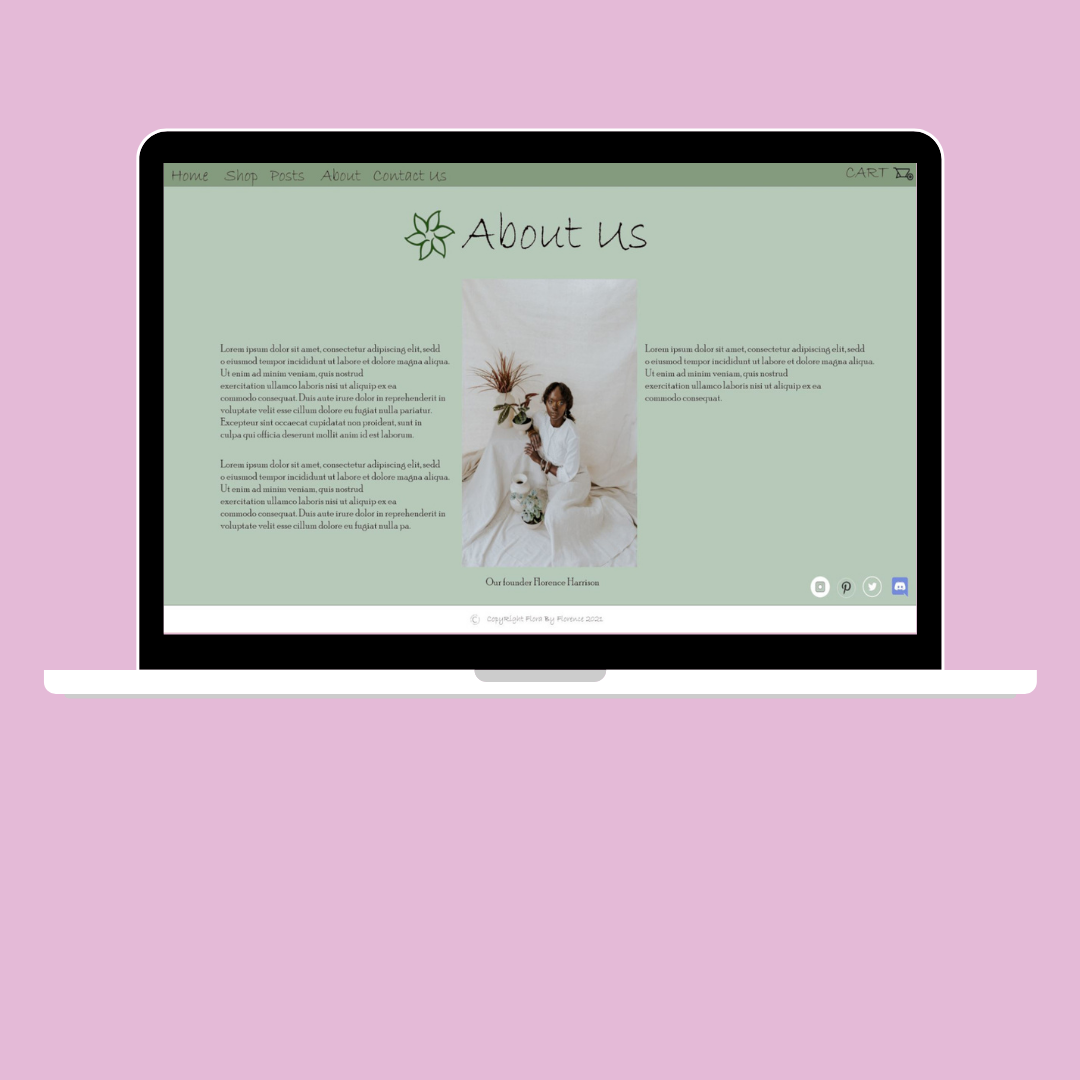 Home Shop Posts About Contact Us CART
About Us
Lorem ipsum dolor sit amet, consectetur adipiscing elit, sedd
o eiusmod tempor incididunt ut labore et dolore magna aliqua.
Ut enim ad minim veniam, quis nostrud
exercitation ullamco laboris nisi ut aliquip ex ea
commodo consequat. Duis aute irure dolor in reprehenderit in
voluptate velit esse cillum dolore eu fugiat nulla pariatur.
Excepteur sint occaecat cupidatat non proident, sunt in
culpa qui officia deserunt mollit anim id est laborum.
Lorem ipsum dolor sit amet, consectetur adipiscing elit, sedd
o eiusmod tempor incididunt ut labore et dolore magna aliqua.
Ut enim ad minim veniam, quis nostrud
exercitation ullamco laboris nisi ut aliquip ex ea
commodo consequat. Duis aute irure dolor in reprehenderit in
voluptate velit esse cillum dolore eu fugiat nulla pa.
Lorem ipsum dolor sit amet, consectetur adipiscing elit, sedd
o eiusmod tempor incididunt ut labore et dolore magna aliqua.
Ut enim ad minim veniam, quis nostrud
exercitation ullamco laboris nisi ut aliquip ex ea
commodo consequat.
Our founder Florence Harrison
© CopyRight Flora By Florence 2021